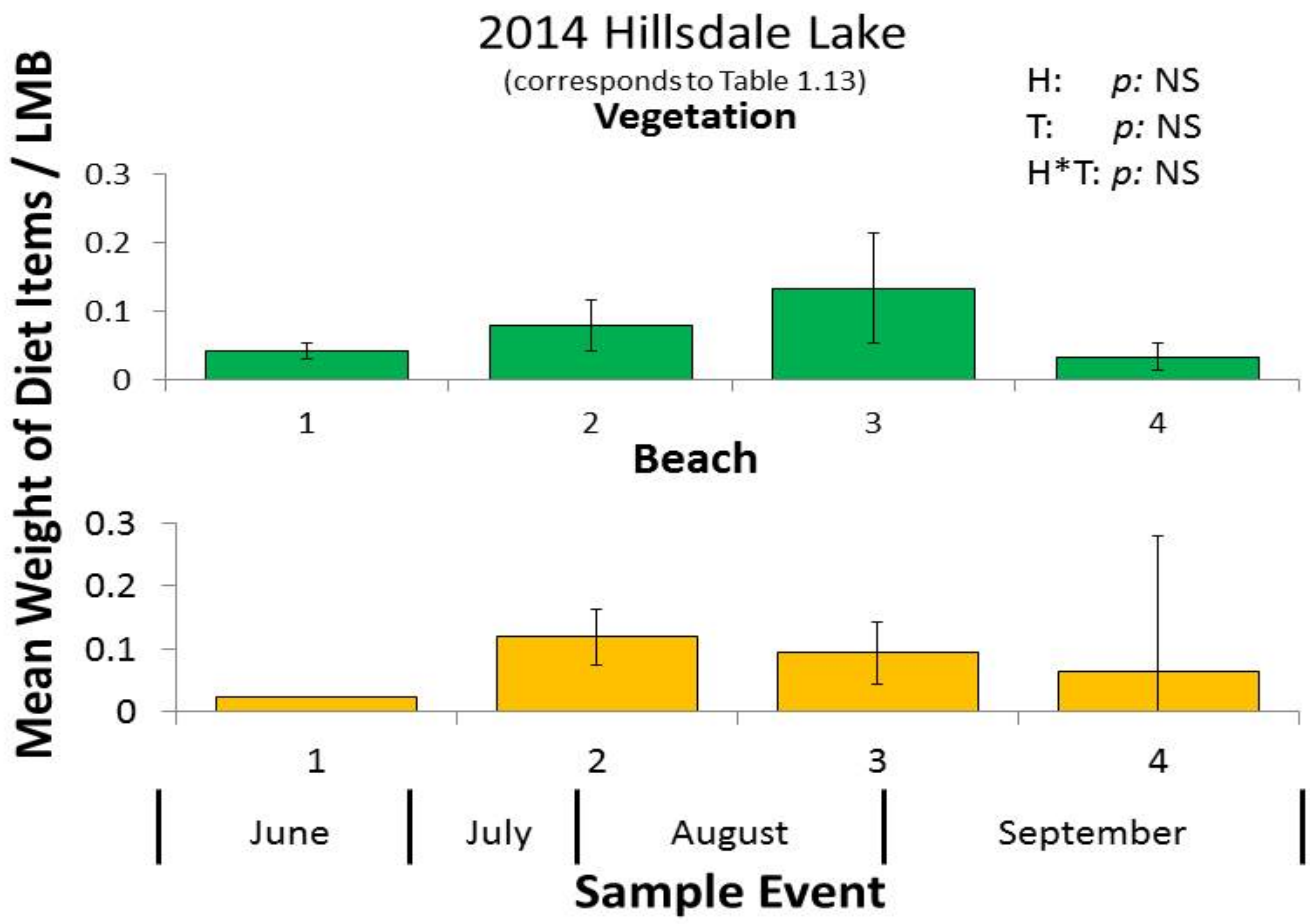 2014 Hillsdale Lake
(corresponds to Table 1.13)
H: p: NS
T: p: NS
H*T: p: NS
Mean Weight of Diet Items / LMB
Vegetation
0.3
0.2
0.1
0
1 2 3 4
Beach
0.3
0.2
0.1
0
1 2 3 4
June July August September
Sample Event